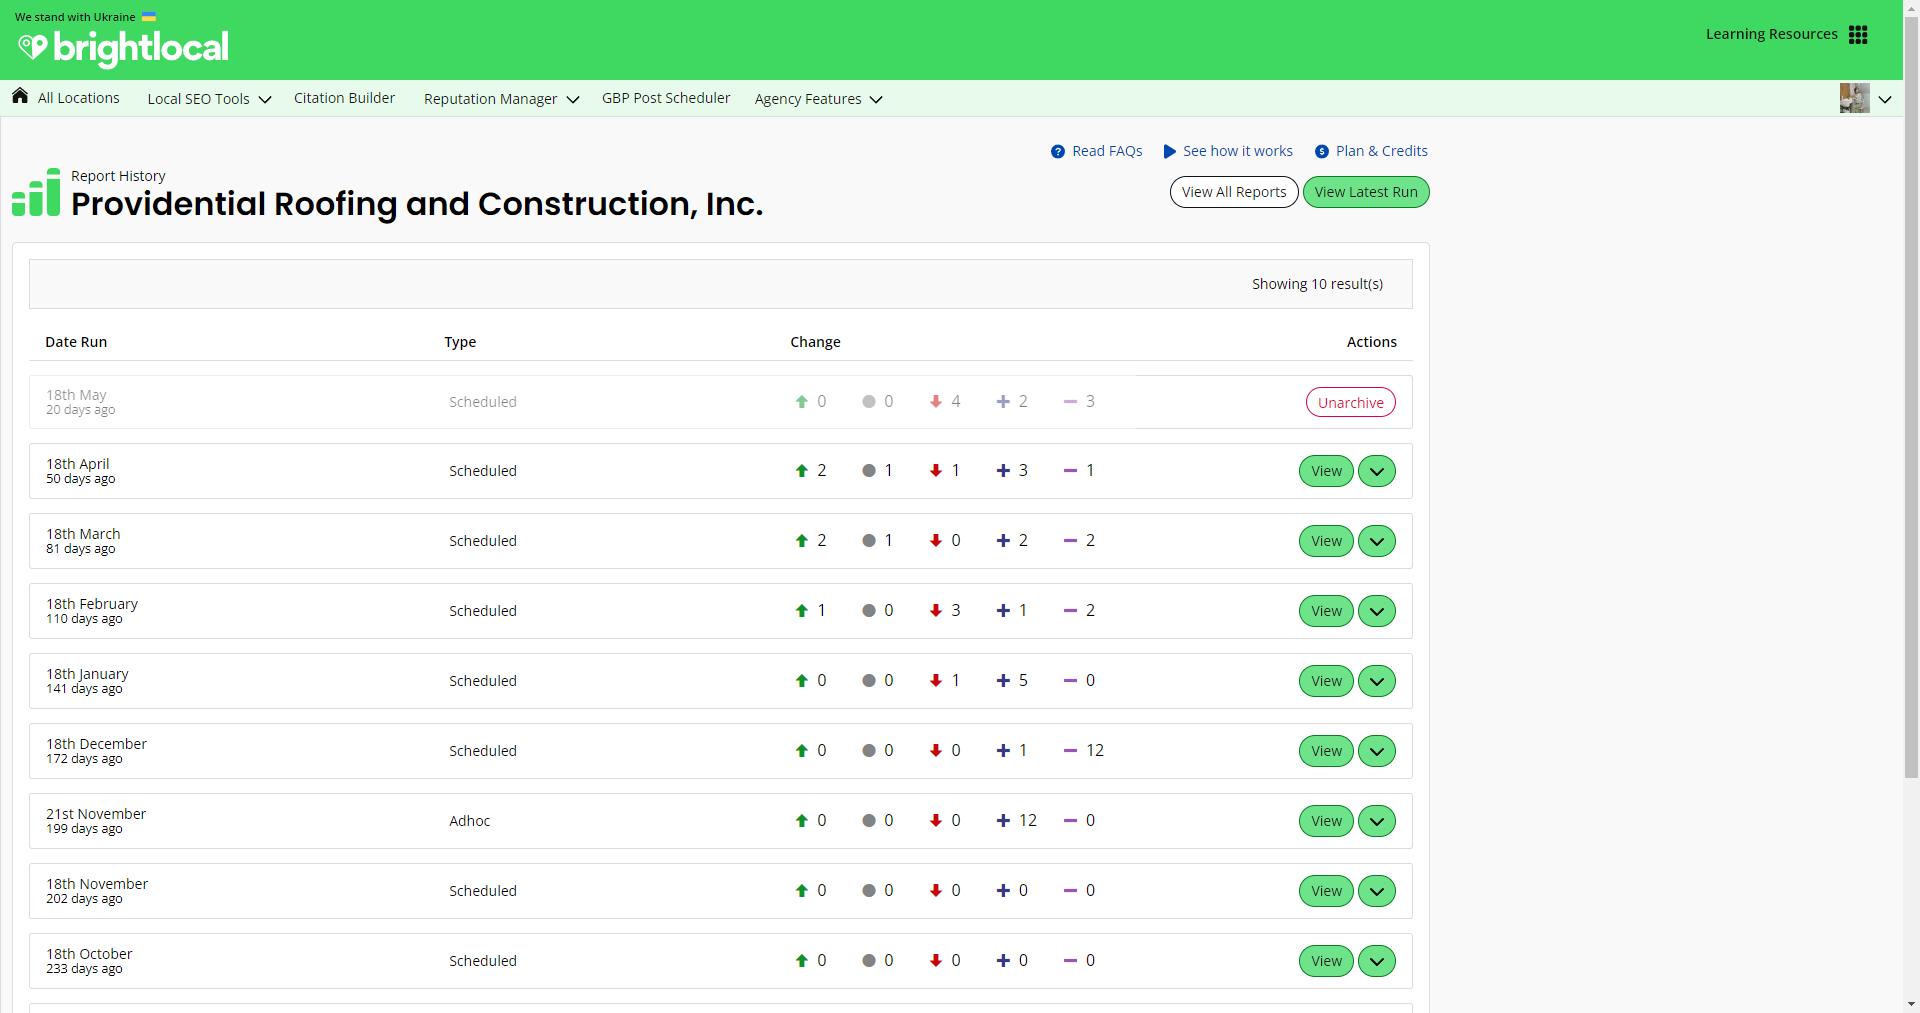 We stand with Ukraine
brightlocal
Learning Resources
All Locations Local SEO Tools Citation Builder Reputation Manager GBP Post Scheduler Agency Features
Read FAQs See how it works Plan & Credits
Report History
Providential Roofing and Construction, Inc.
View All Reports View Latest Run
Showing 10 result(s)
Date Run Type Change Actions
18th May
20 days ago
Scheduled 0 0 4 2 3 Unarchive
18th April
50 days ago
Scheduled 2 1 1 3 1 View
18th March
81 days ago
Scheduled 2 1 0 2 2 View
18th February
110 days ago
Scheduled 1 0 3 1 2 View
18th January
141 days ago
Scheduled 0 0 1 5 0 View
18th December
172 days ago
Scheduled 0 0 0 1 12 View
21st November
199 days ago
Adhoc 0 0 0 12 0 View
18th November
202 days ago
Scheduled 0 0 0 0 0 View
18th October
233 days ago
Scheduled 0 0 0 0 0 View